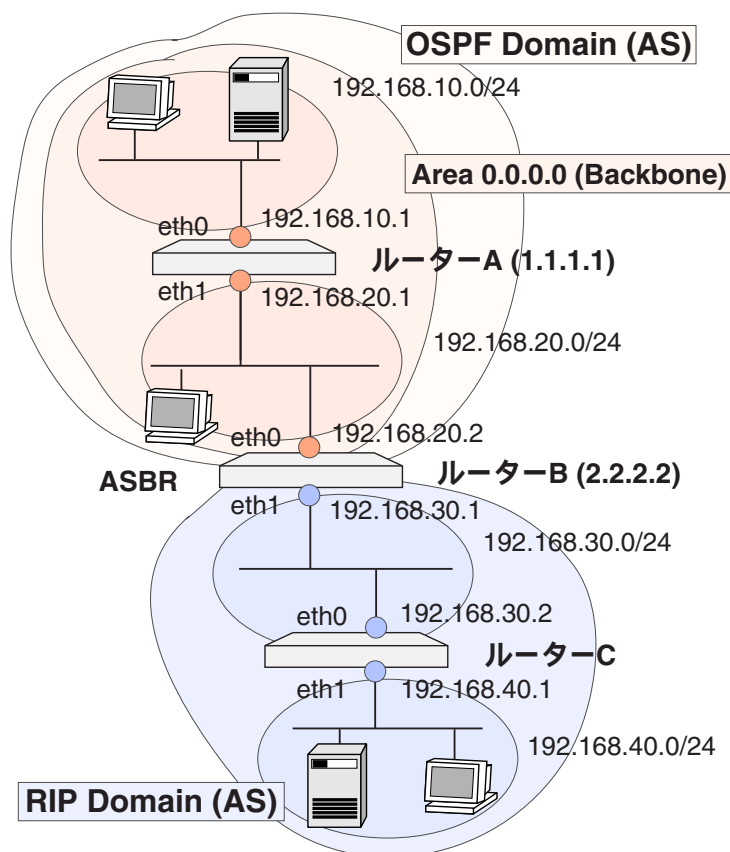 OSPF Domain (AS)
192.168.10.0/24
Area 0.0.0.0 (Backbone)
eth0
192.168.10.1
ルーターA (1.1.1.1)
eth1
192.168.20.1
192.168.20.0/24
eth0
192.168.20.2
ASBR
ルーターB (2.2.2.2)
eth1
192.168.30.1
192.168.30.0/24
eth0
192.168.30.2
ルーターC
eth1
192.168.40.1
192.168.40.0/24
RIP Domain (AS)